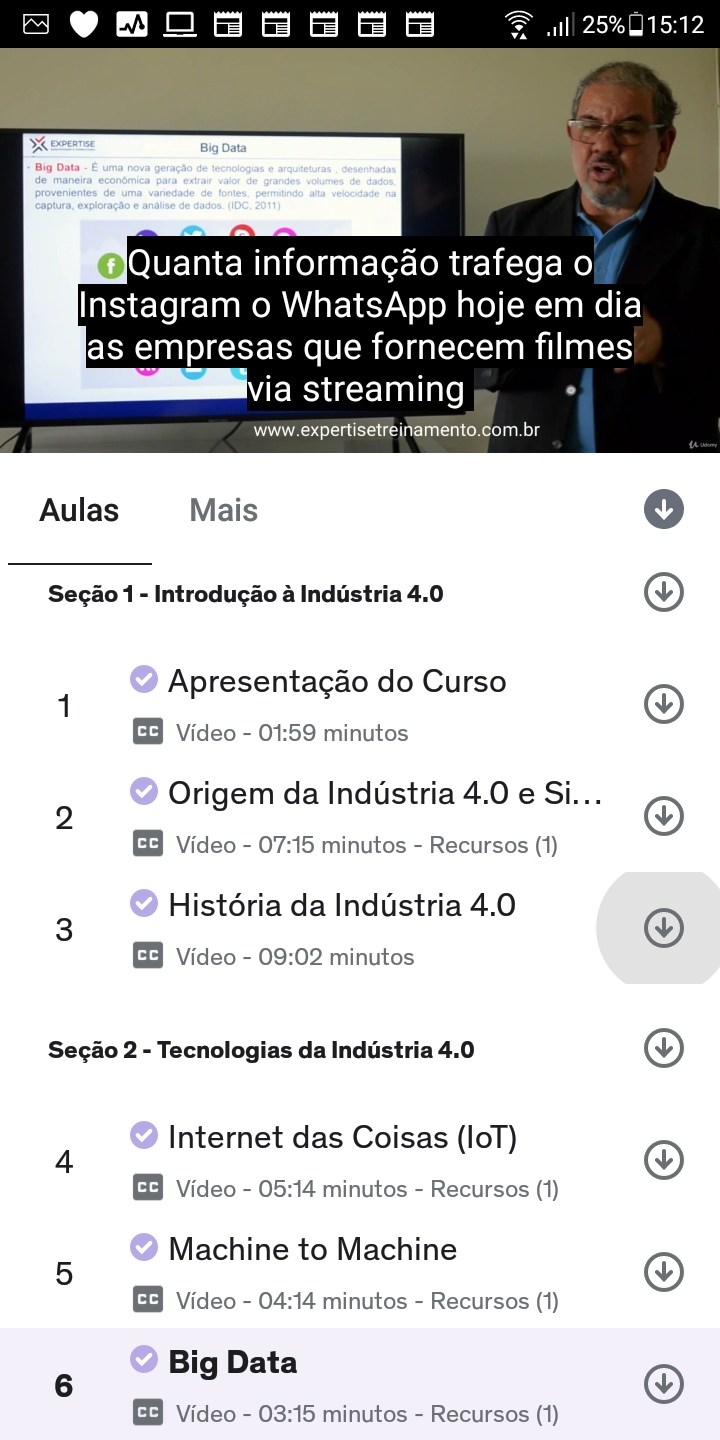 25% 15:12
EXPERTISE
Big Data
Big Data - É uma nova geração de tecnologias e arquiteturas , desenhadas
de maneira econômica para extrair valor de grandes volumes de dados,
provenientes de uma variedade de fontes, permitindo alta velocidade na
captura, exploração e análise de dados. (IDC, 2011)
Quanta informação trafega o
Instagram o WhatsApp hoje em dia
as empresas que fornecem filmes
via streaming
www.expertisetreinamento.com.br
Udemy
Aulas Mais
Seção 1 - Introdução à Indústria 4.0
1 Apresentação do Curso
CC Vídeo - 01:59 minutos
2 Origem da Indústria 4.0 e Si...
CC Vídeo - 07:15 minutos - Recursos (1)
3 História da Indústria 4.0
CC Vídeo - 09:02 minutos
Seção 2 - Tecnologias da Indústria 4.0
4 Internet das Coisas (IoT)
CC Vídeo - 05:14 minutos - Recursos (1)
5 Machine to Machine
CC Vídeo - 04:14 minutos - Recursos (1)
6 Big Data
CC Vídeo - 03:15 minutos - Recursos (1)